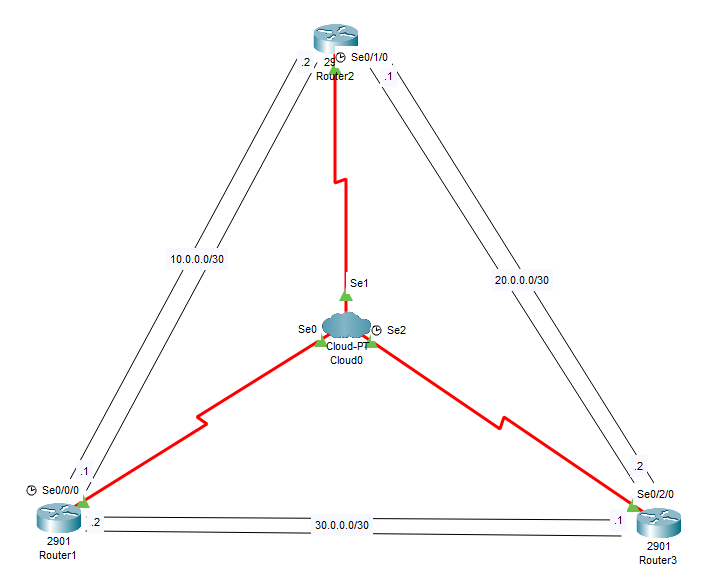 .2
29
Se0/1/0
Router2
.1
10.0.0.0/30
20.0.0.0/30
Se1
Se0
Se2
Cloud-PT
Cloud0
.1
.2
Se0/0/0
Se0/2/0
.2
30.0.0.0/30
.1
2901
Router1
2901
Router3